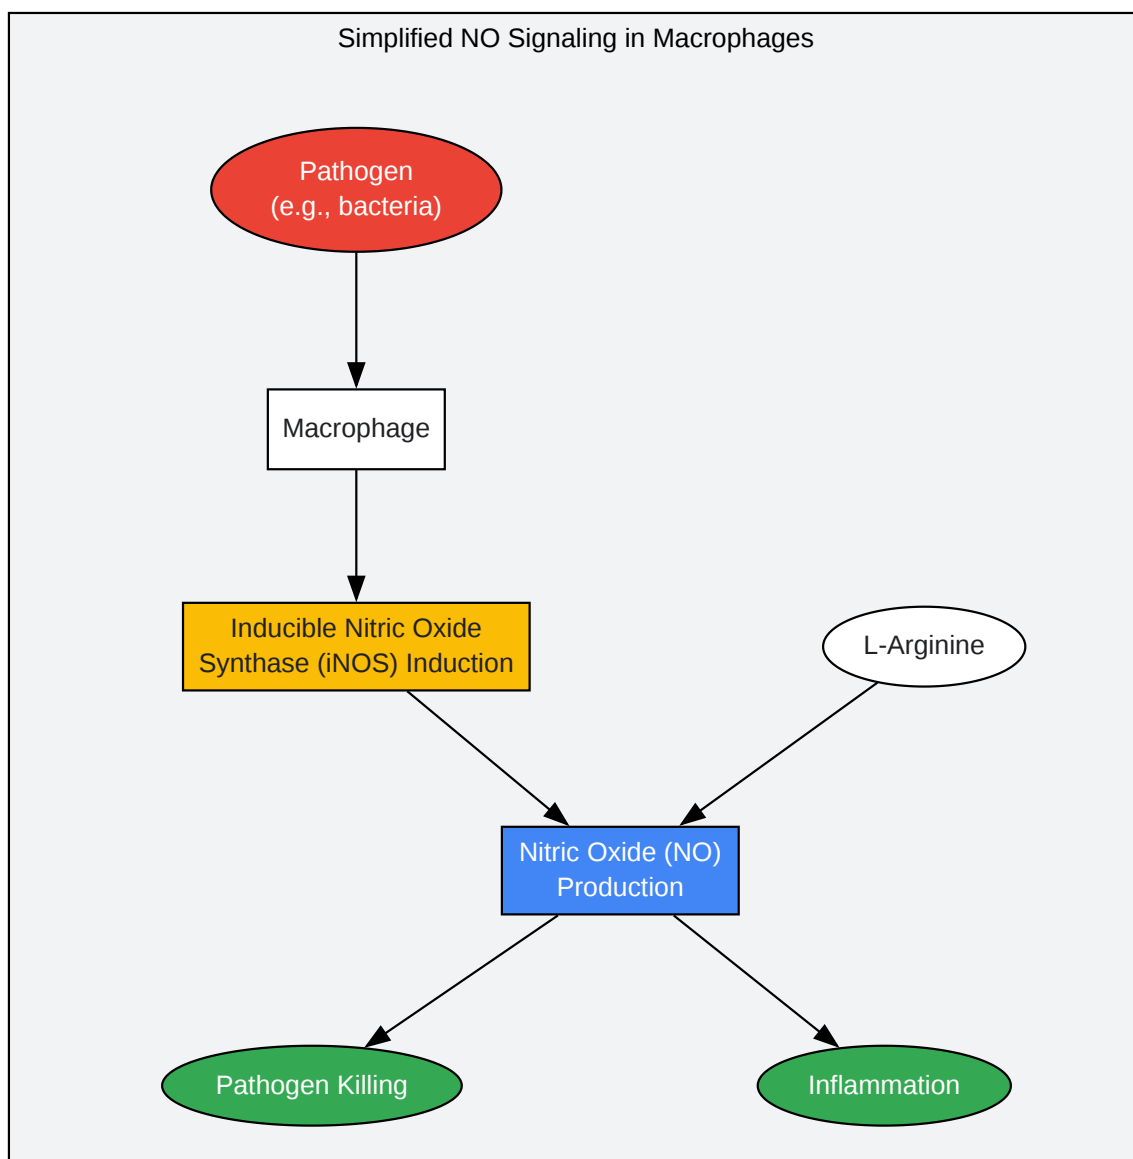 Simplified NO Signaling in Macrophages
Pathogen
(e.g., bacteria)
Macrophage
Inducible Nitric Oxide
Synthase (iNOS) Induction
L-Arginine
Nitric Oxide (NO)
Production
Pathogen Killing
Inflammation